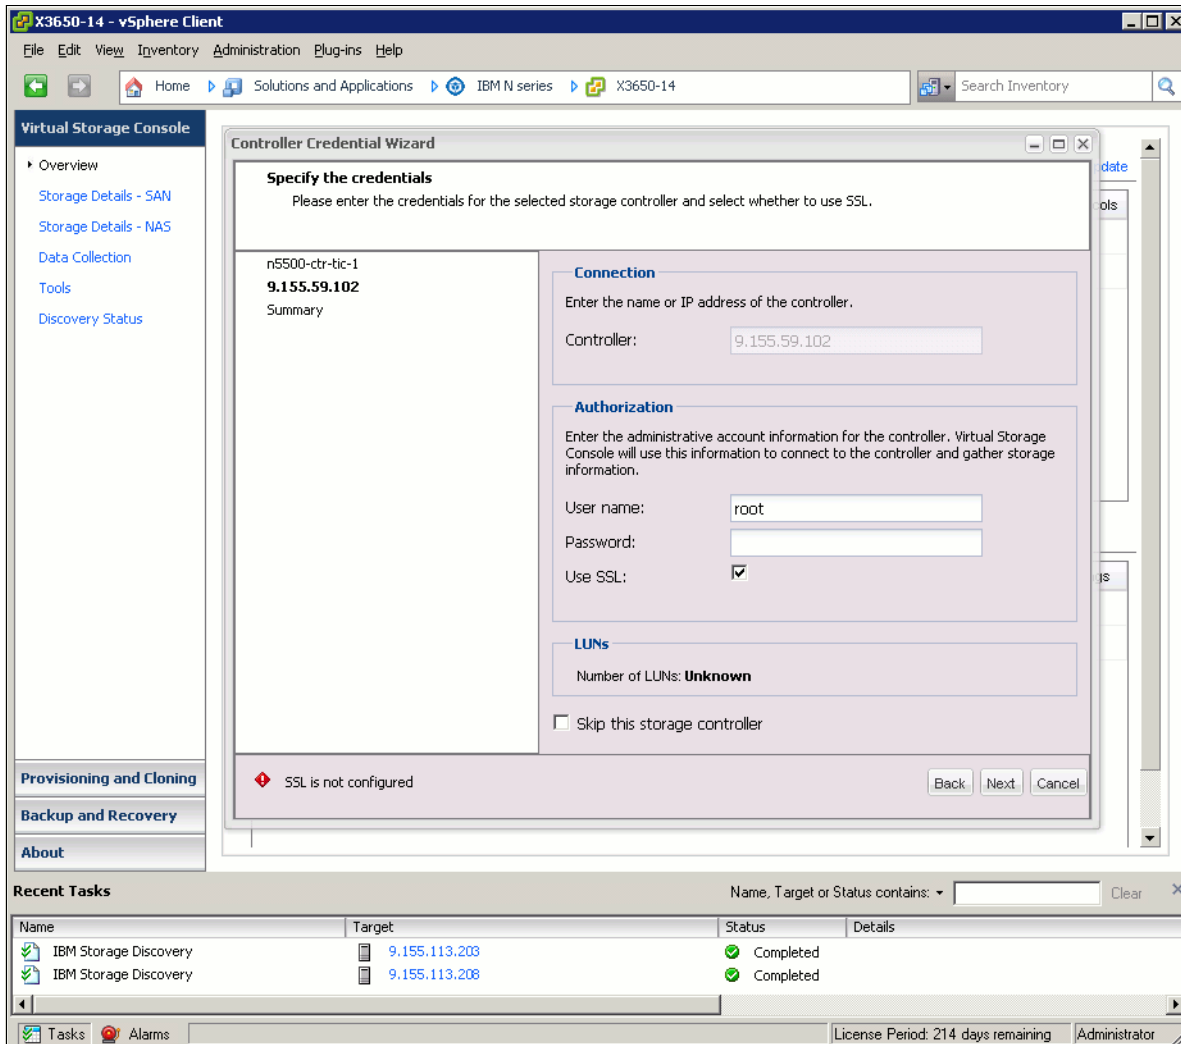 X3650-14 - vSphere Client
File Edit View Inventory Administration Plug-ins Help
Home Solutions and Applications IBM N series X3650-14 Search Inventory
Virtual Storage Console
Overview
Storage Details - SAN
Storage Details - NAS
Data Collection
Tools
Discovery Status
Provisioning and Cloning
Backup and Recovery
About
date
ols
gs
Controller Credential Wizard
Specify the credentials
Please enter the credentials for the selected storage controller and select whether to use SSL.
n5500-ctr-tic-1
9.155.59.102
Summary
Connection
Enter the name or IP address of the controller.
Controller: 9.155.59.102
Authorization
Enter the administrative account information for the controller. Virtual Storage
Console will use this information to connect to the controller and gather storage
information.
User name: root
Password:
Use SSL:
LUNs
Number of LUNs: Unknown
Skip this storage controller
SSL is not configured
Back Next Cancel
Recent Tasks
Name, Target or Status contains: Clear
Name Target Status Details
IBM Storage Discovery 9.155.113.203 Completed
IBM Storage Discovery 9.155.113.208 Completed
Tasks Alarms License Period: 214 days remaining Administrator